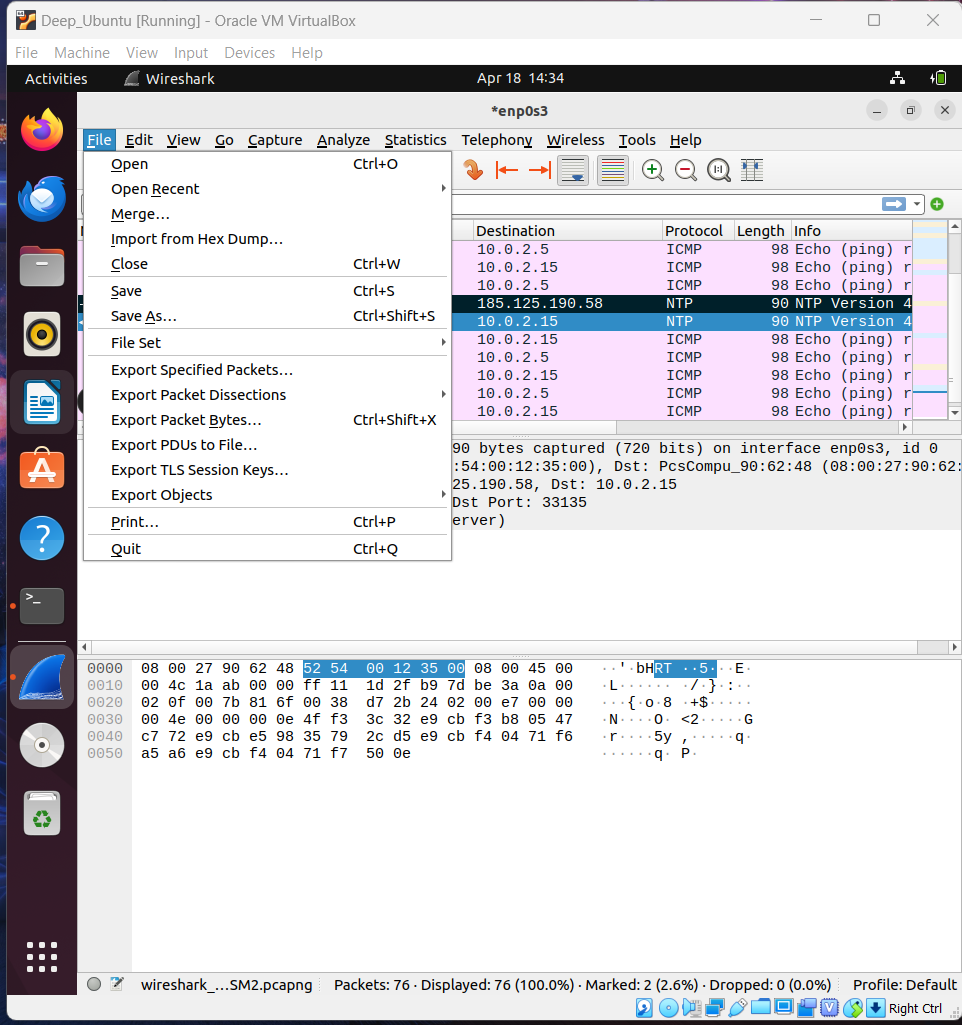 Deep_Ubuntu [Running] - Oracle VM VirtualBox
File Machine View Input Devices Help
Activities Wireshark Apr 18 14:34
*enp0s3
File Edit View Go Capture Analyze Statistics Telephony Wireless Tools Help
Open Ctrl+O
Open Recent
Merge…
Import from Hex Dump…
Close Ctrl+W
Save Ctrl+S
Save As… Ctrl+Shift+S
File Set
Export Specified Packets…
Export Packet Dissections
Export Packet Bytes… Ctrl+Shift+X
Export PDUs to File…
Export TLS Session Keys…
Export Objects
Print… Ctrl+P
Quit Ctrl+Q
Destination Protocol Length Info
10.0.2.5 ICMP 98 Echo (ping) r
10.0.2.15 ICMP 98 Echo (ping) r
10.0.2.5 ICMP 98 Echo (ping) r
185.125.190.58 NTP 90 NTP Version 4
10.0.2.15 NTP 90 NTP Version 4
10.0.2.15 ICMP 98 Echo (ping) r
10.0.2.5 ICMP 98 Echo (ping) r
10.0.2.15 ICMP 98 Echo (ping) r
10.0.2.5 ICMP 98 Echo (ping) r
10.0.2.15 ICMP 98 Echo (ping) r
90 bytes captured (720 bits) on interface enp0s3, id 0
:54:00:12:35:00), Dst: PcsCompu_90:62:48 (08:00:27:90:62:
25.190.58, Dst: 10.0.2.15
Dst Port: 33135
erver)
0000 08 00 27 90 62 48 52 54 00 12 35 00 08 00 45 00 ··'·bHRT ··5···E·
0010 00 4c 1a ab 00 00 ff 11 1d 2f b9 7d be 3a 0a 00 ·L······ ·/·}·:··
0020 02 0f 00 7b 81 6f 00 38 d7 2b 24 02 00 e7 00 00 ···{·o·8 ·+$·····
0030 00 4e 00 00 00 0e 4f f3 3c 32 e9 cb f3 b8 05 47 ·N····O· <2·····G
0040 c7 72 e9 cb e5 98 35 79 2c d5 e9 cb f4 04 71 f6 ·r····5y ,·····q·
0050 a5 a6 e9 cb f4 04 71 f7 50 0e ······q· P·
wireshark_…SM2.pcapng Packets: 76 · Displayed: 76 (100.0%) · Marked: 2 (2.6%) · Dropped: 0 (0.0%) Profile: Default
Right Ctrl